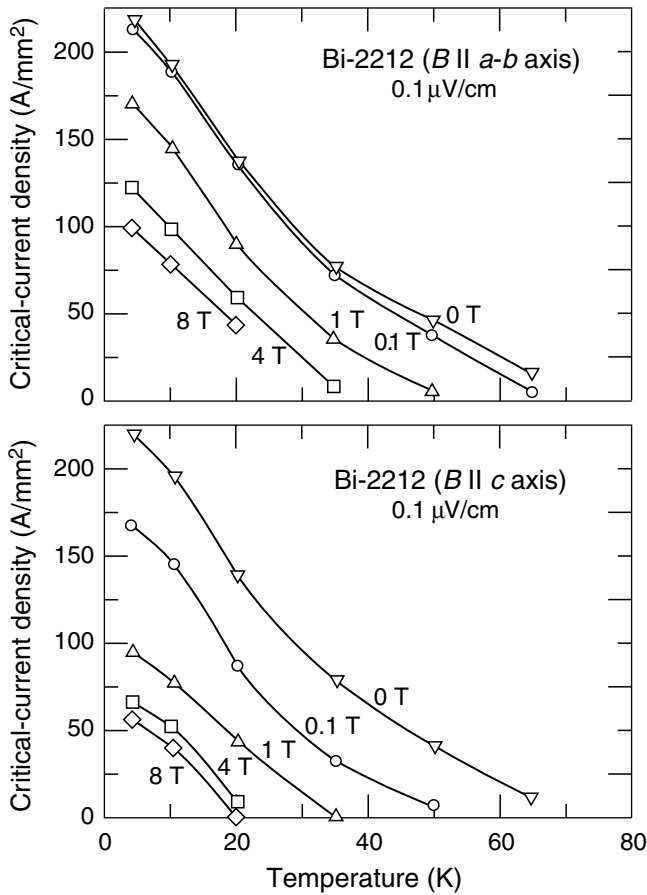 Critical-current density (A/mm²)
200
150
100
50
0
Bi-2212 (B II a-b axis)
0.1 μV/cm
0 T
0.1 T
1 T
4 T
8 T
Critical-current density (A/mm²)
200
150
100
50
0
Bi-2212 (B II c axis)
0.1 μV/cm
0 T
0.1 T
1 T
4 T
8 T
0 20 40 60 80
Temperature (K)